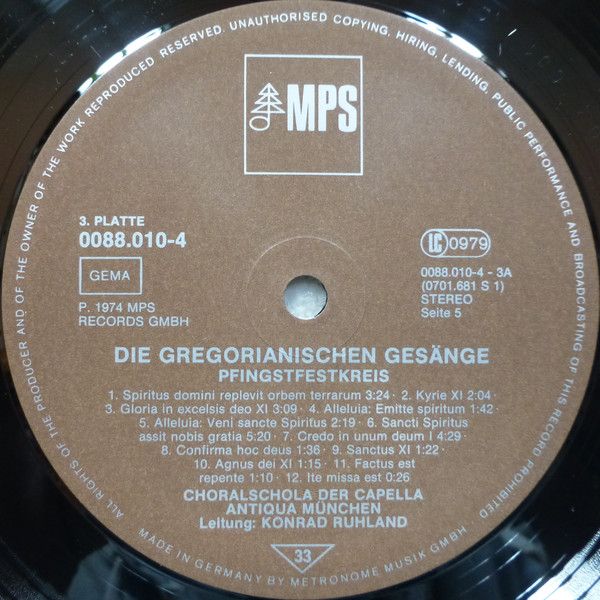 ALL RIGHTS OF THE PRODUCER AND OF THE OWNER OF THE WORK REPRODUCED RESERVED. UNAUTHORISED COPYING, HIRING, LENDING, PUBLIC PERFORMANCE AND BROADCASTING OF THIS RECORD PROHIBITED
MPS
3. PLATTE
0088.010-4
GEMA
P. 1974 MPS
RECORDS GMBH
LC 0979
0088.010-4 - 3A
(0701.681 S 1)
STEREO
Seite 5
DIE GREGORIANISCHEN GESÄNGE
PFINGSTFESTKREIS
1. Spiritus domini replevit orbem terrarum 3:24 · 2. Kyrie XI 2:04 ·
3. Gloria in excelsis deo XI 3:09 · 4. Alleluia: Emitte spiritum 1:42 ·
5. Alleluia: Veni sancte Spiritus 2:19 · 6. Sancti Spiritus
assit nobis gratia 5:20 · 7. Credo in unum deum I 4:29 ·
8. Confirma hoc deus 1:36 · 9. Sanctus XI 1:22 ·
10. Agnus dei XI 1:15 · 11. Factus est
repente 1:10 · 12. Ite missa est 0:26
CHORALSCHOLA DER CAPELLA
ANTIQUA MÜNCHEN
Leitung: KONRAD RUHLAND
33
MADE IN GERMANY BY METRONOME MUSIK GMBH